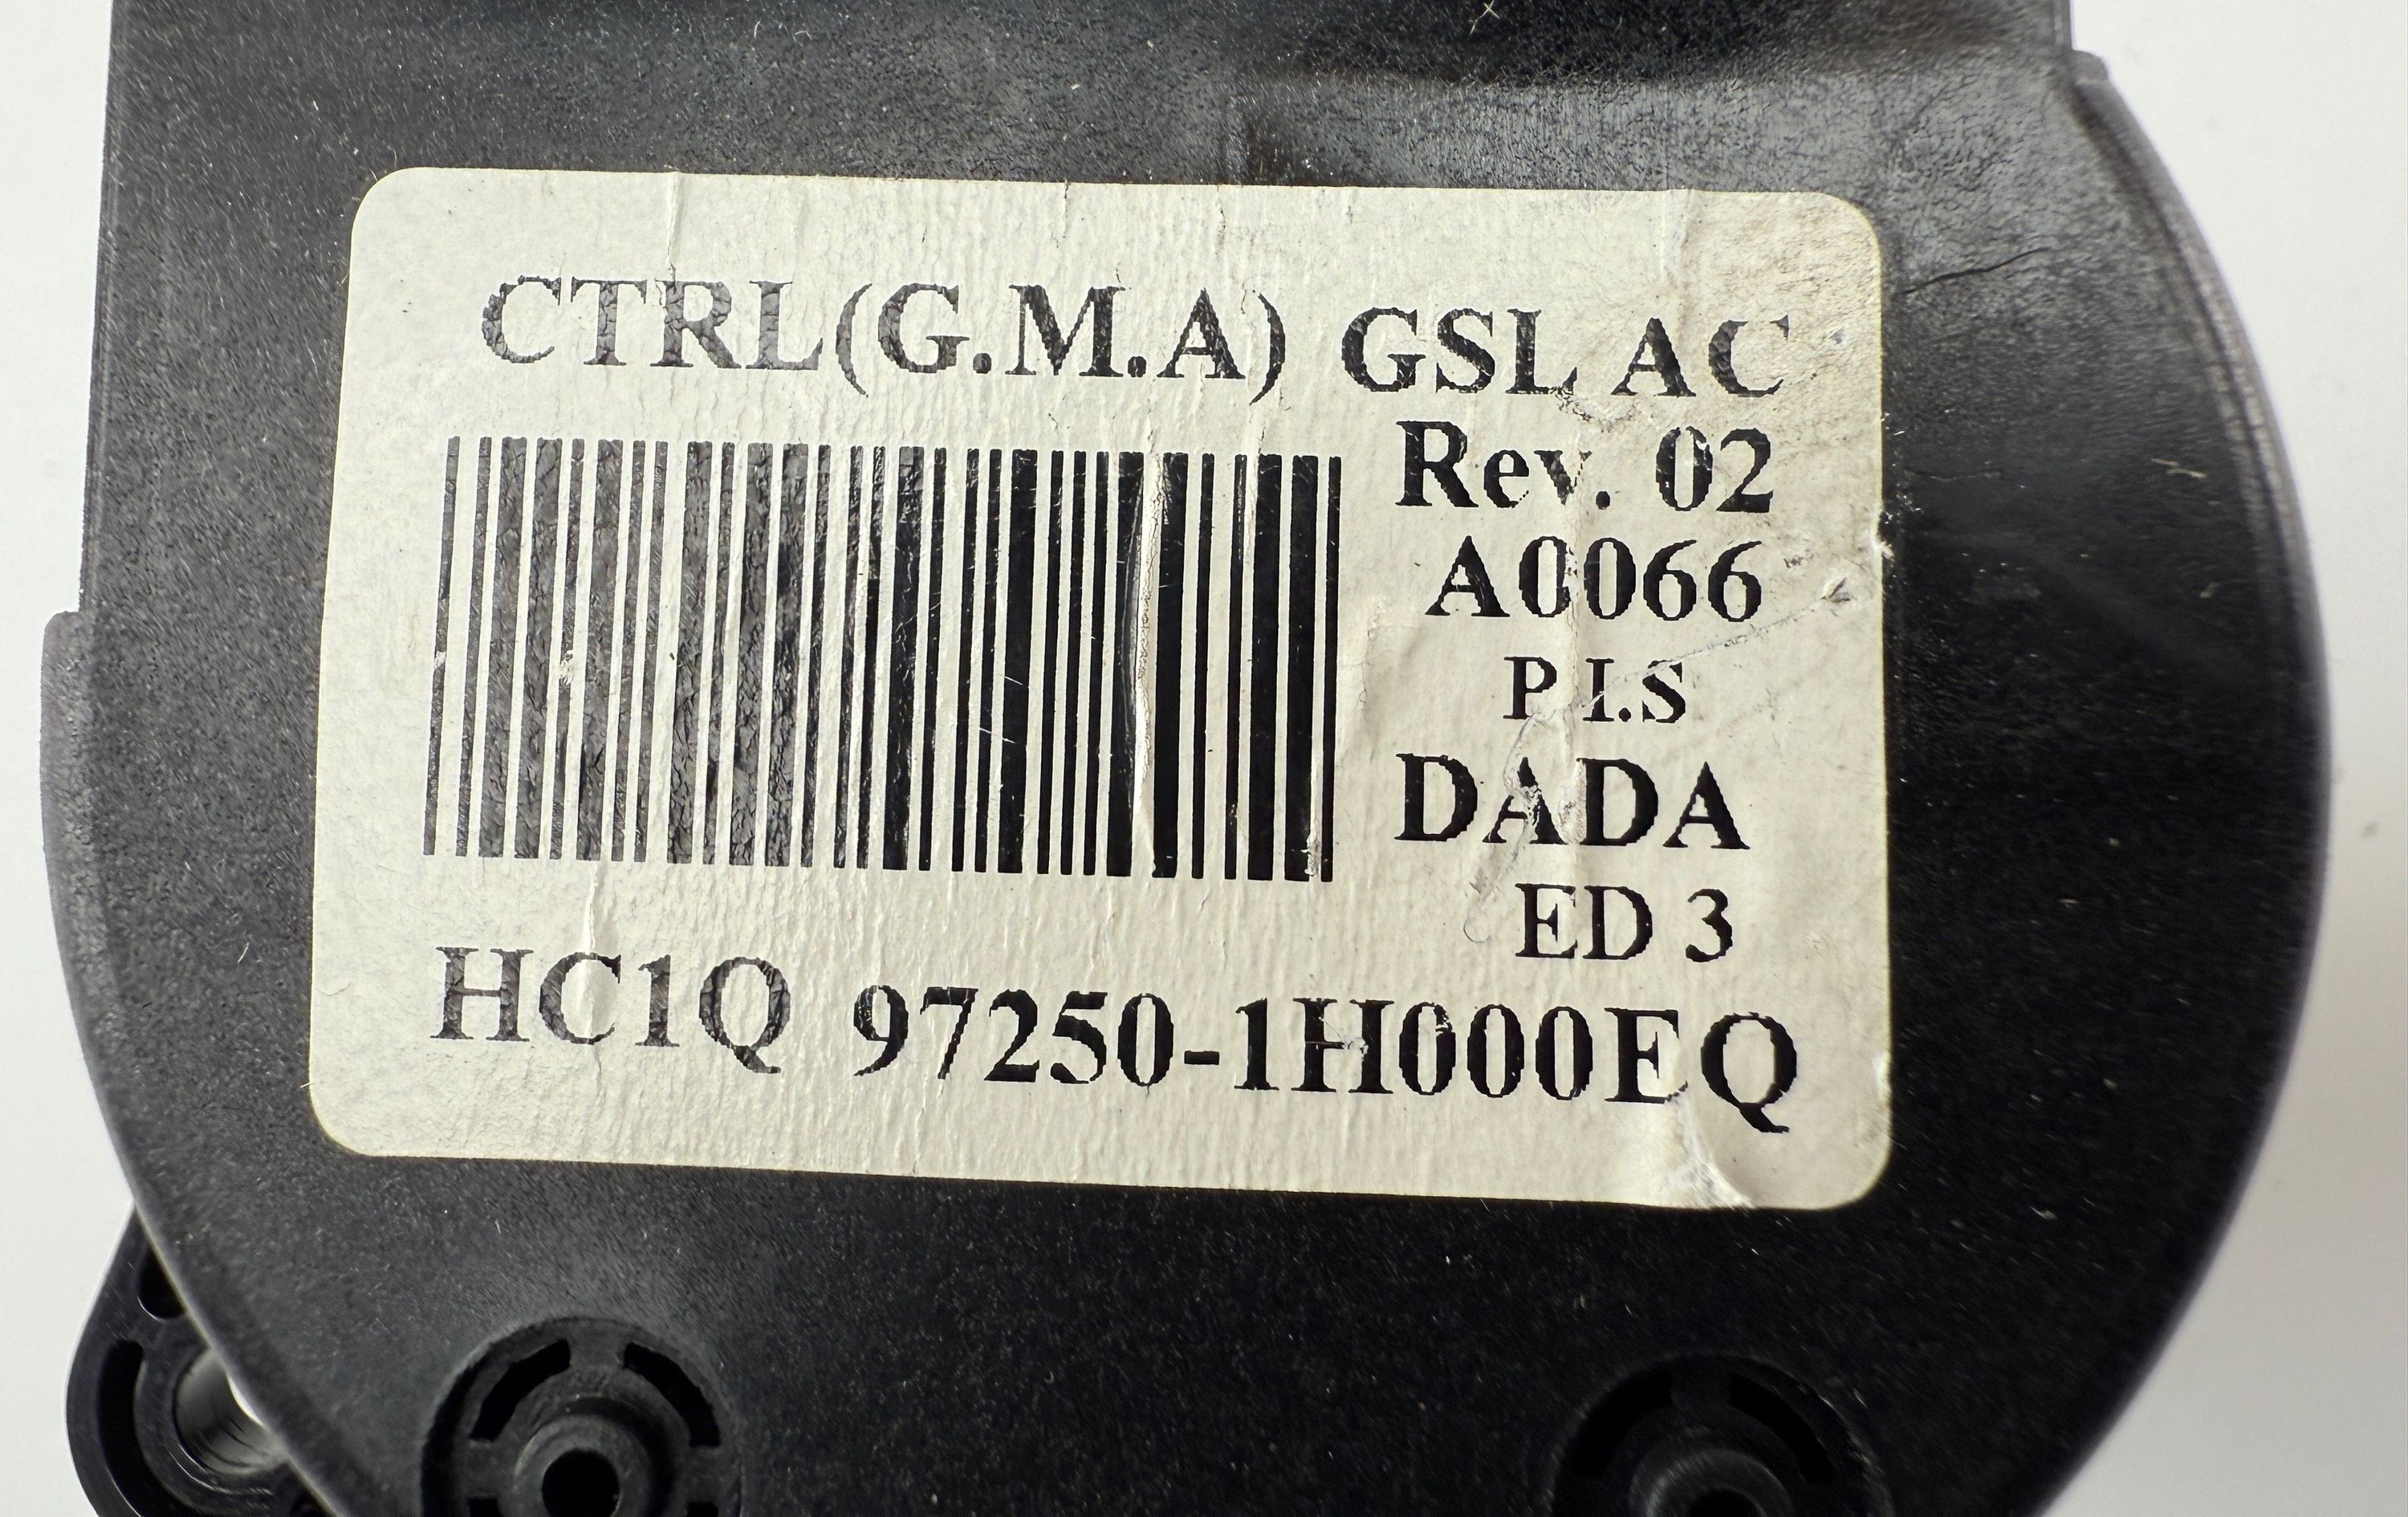 CTRL(G.M.A) GSL AC
Rev. 02
A0066
P.I.S
DADA
ED 3
HC1Q 97250-1H000EQ